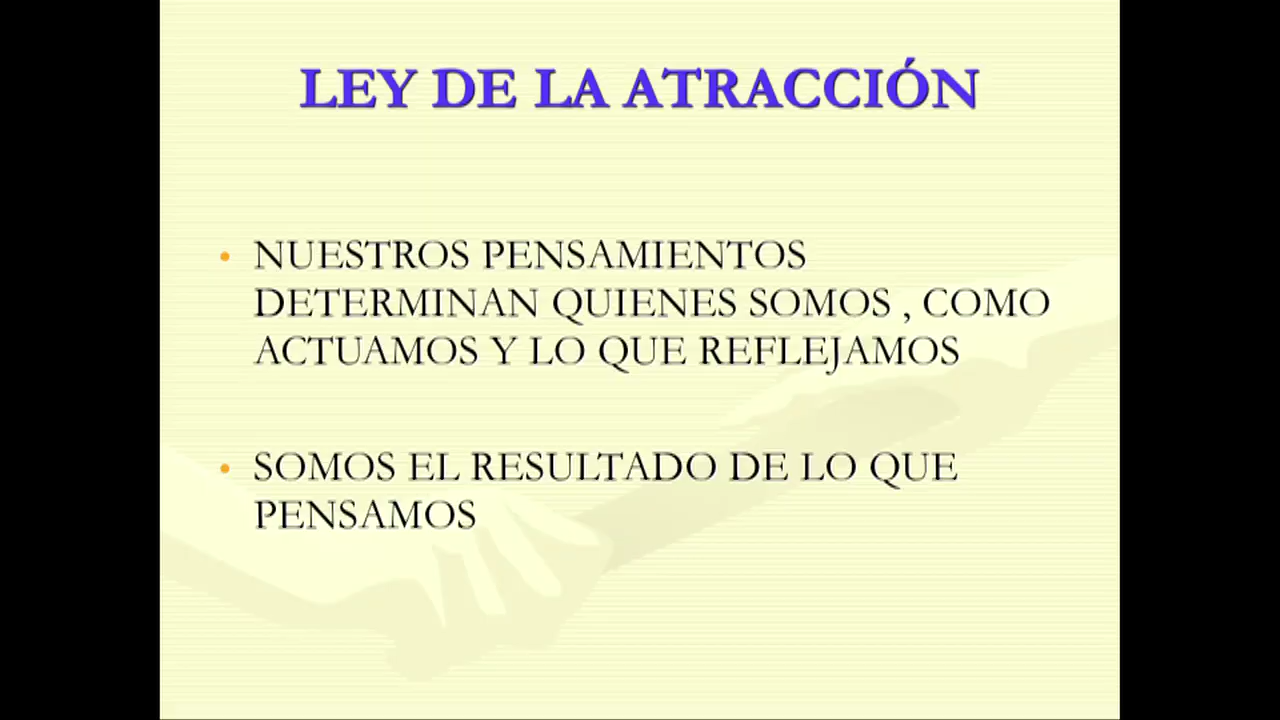 LEY DE LA ATRACCIÓN
• NUESTROS PENSAMIENTOS
DETERMINAN QUIENES SOMOS , COMO
ACTUAMOS Y LO QUE REFLEJAMOS
• SOMOS EL RESULTADO DE LO QUE
PENSAMOS